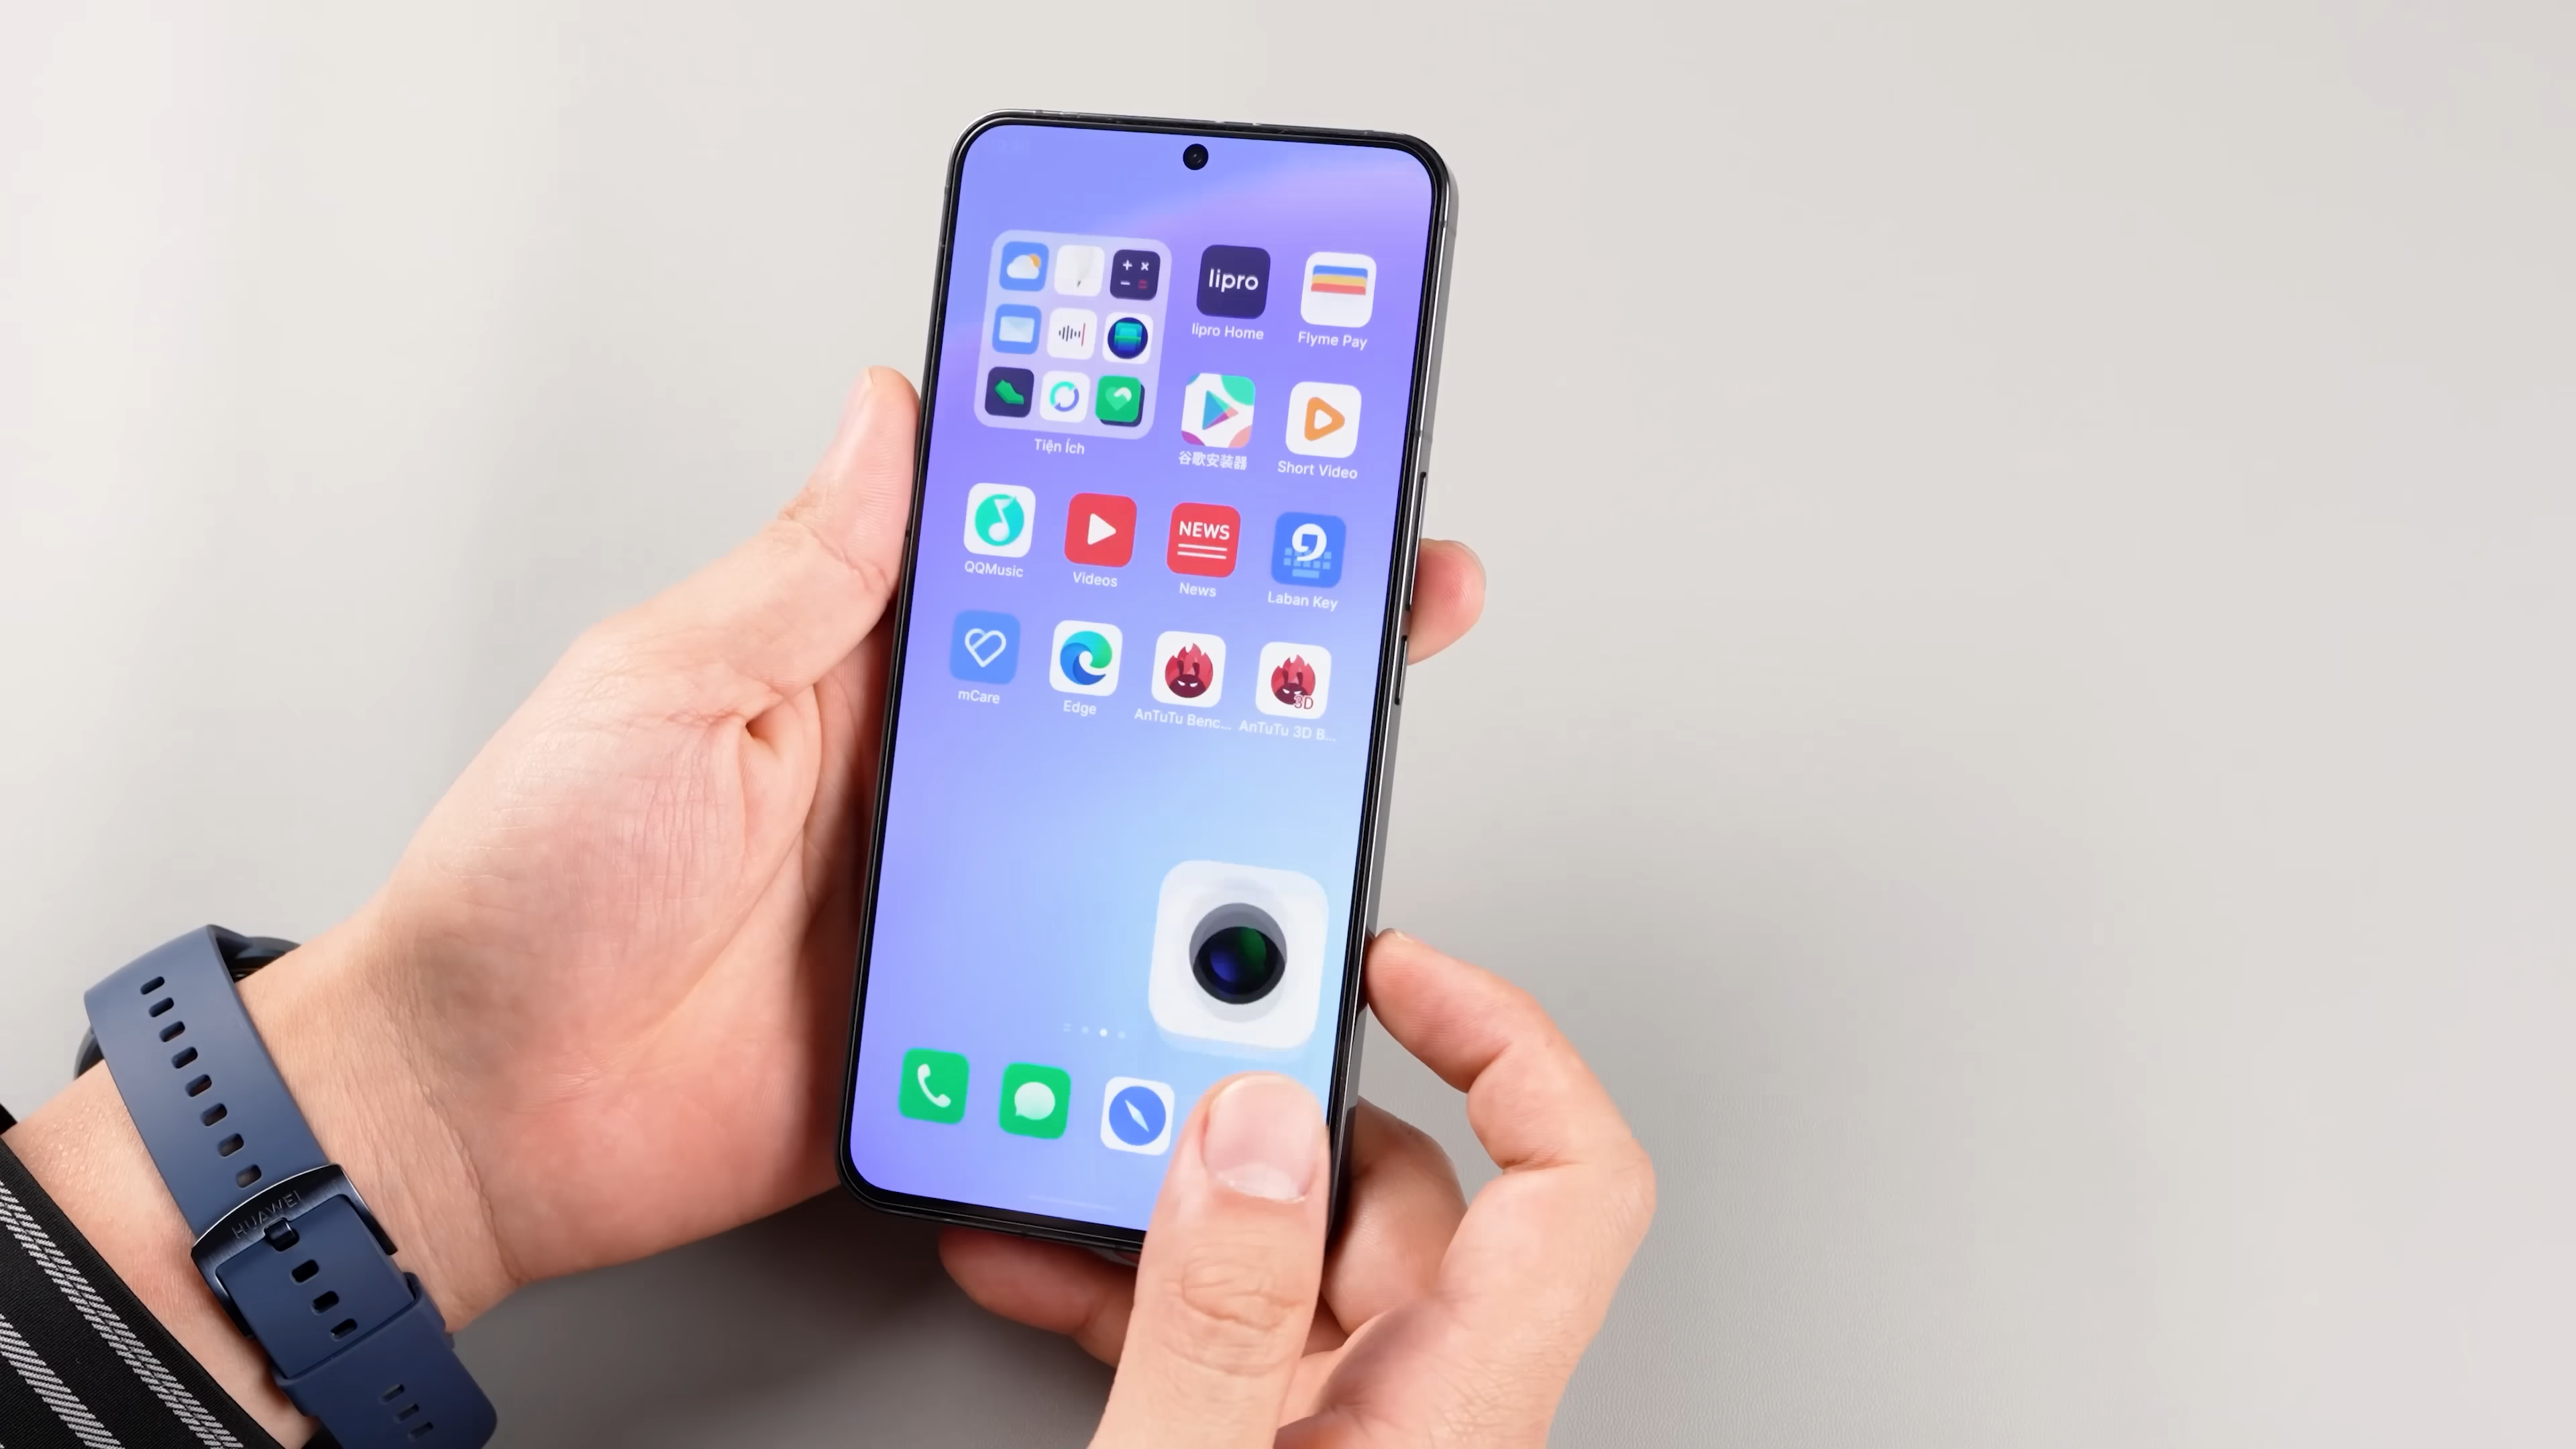 lipro
lipro Home
Flyme Pay
Tiện Ích
谷歌安装器
Short Video
QQMusic
Videos
NEWS
News
Laban Key
mCare
Edge
AnTuTu Benc...
3D
AnTuTu 3D B...
HUAWEI